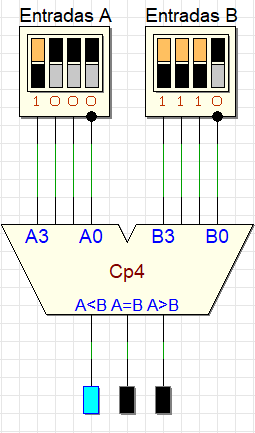 Entradas A Entradas B
1 0 0 0 1 1 1 0
A3 A0 B3 B0
Cp4
A<B A=B A>B